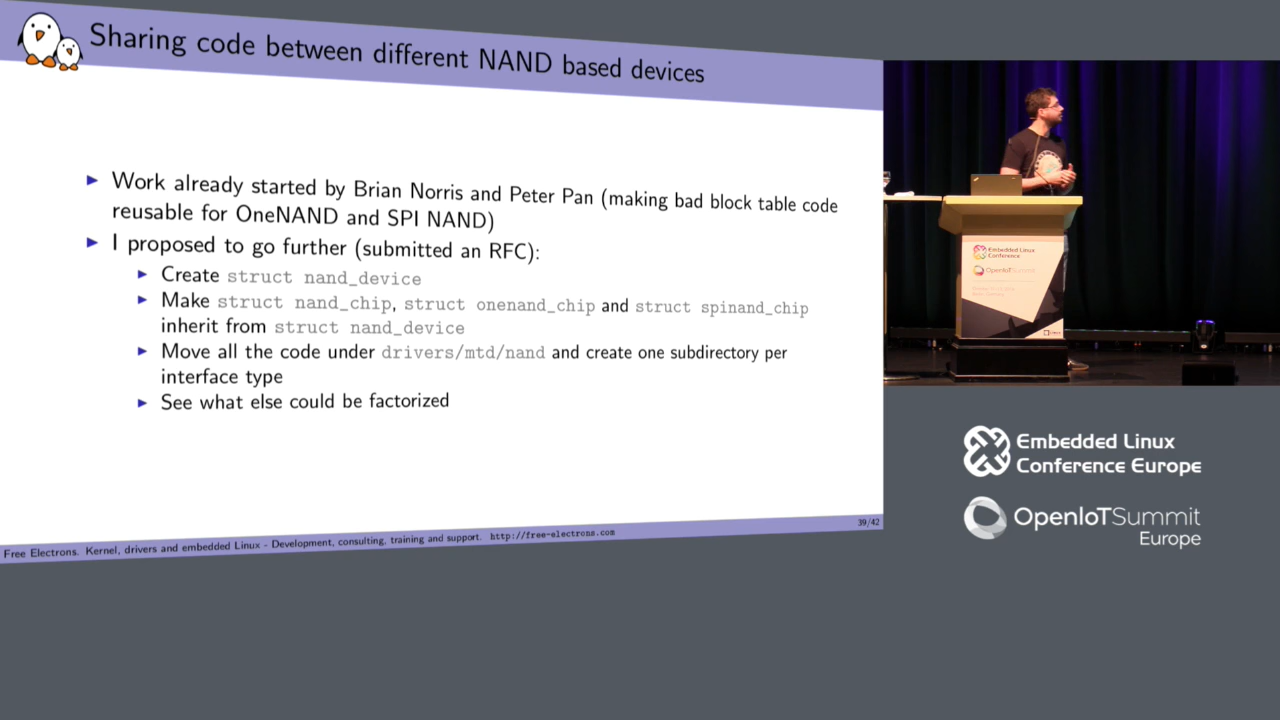 Sharing code between different NAND based devices
Work already started by Brian Norris and Peter Pan (making bad block table code
reusable for OneNAND and SPI NAND)
I proposed to go further (submitted an RFC):
Create struct nand_device
Make struct nand_chip, struct onenand_chip and struct spinand_chip
inherit from struct nand_device
Move all the code under drivers/mtd/nand and create one subdirectory per
interface type
See what else could be factorized
39/42
Free Electrons. Kernel, drivers and embedded Linux - Development, consulting, training and support. http://free-electrons.com
Embedded Linux
Conference
OpenIoTSummit
Embedded Linux
Conference Europe
OpenIoTSummit
Europe